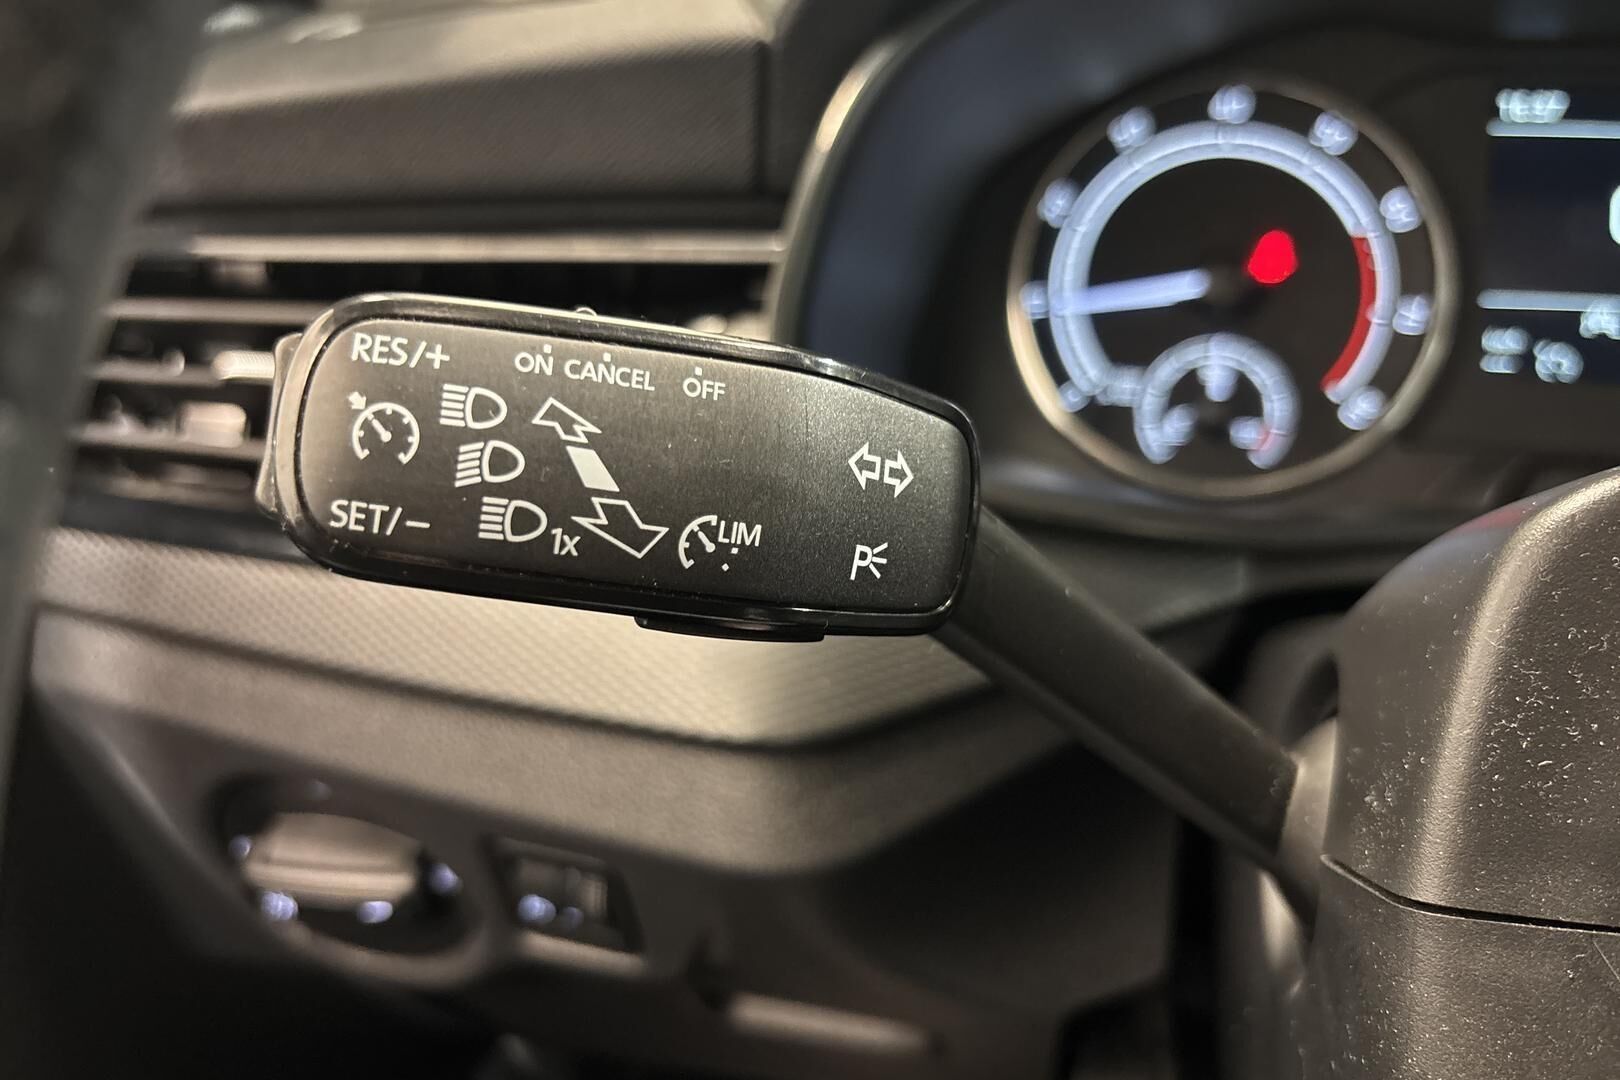 RES/+
ON CANCEL OFF
SET/−
1x
LIM
P